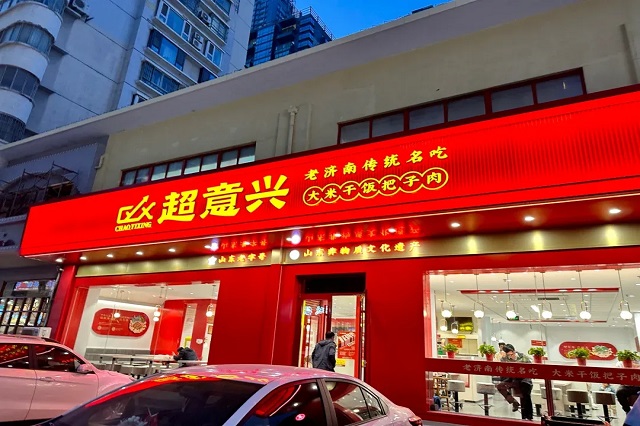 超意兴
CHAOYIXING
老济南传统名吃
大米干饭把子肉
山东老字号
山东非物质文化遗产
老济南传统名吃 大米干饭把子肉